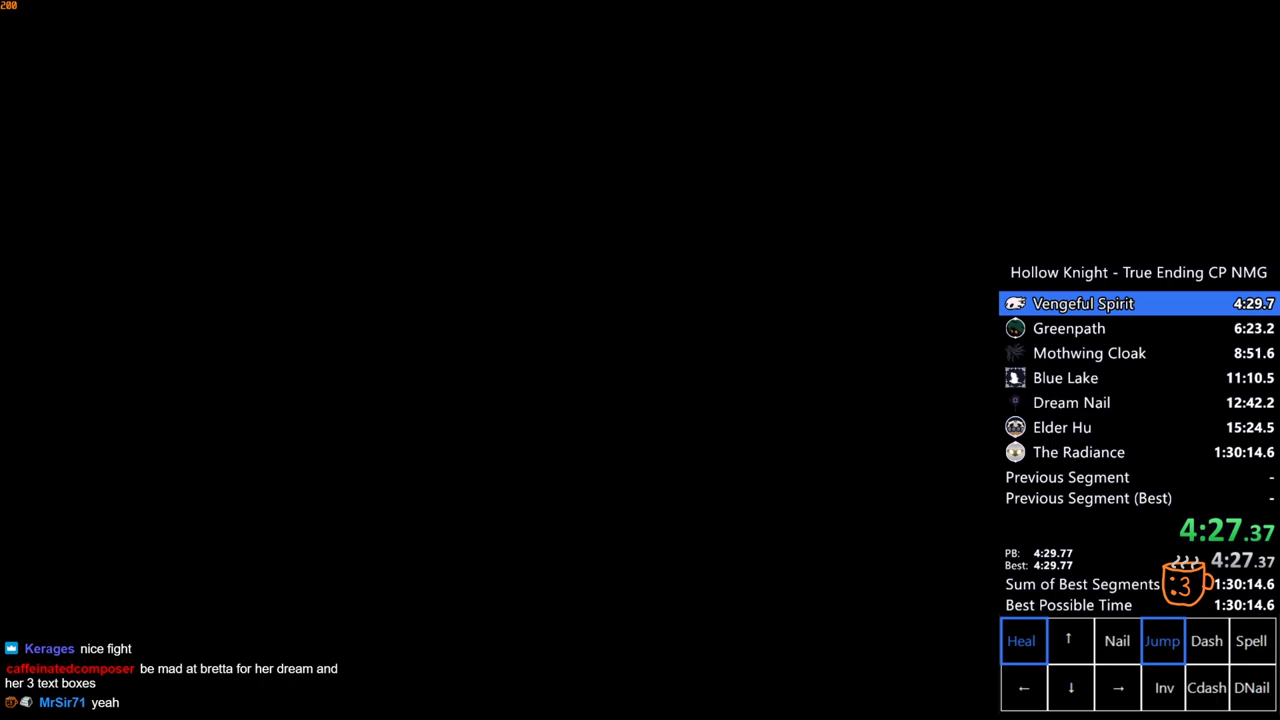 200
Hollow Knight - True Ending CP NMG
Vengeful Spirit 4:29.7
Greenpath 6:23.2
Mothwing Cloak 8:51.6
Blue Lake 11:10.5
Dream Nail 12:42.2
Elder Hu 15:24.5
The Radiance 1:30:14.6
Previous Segment -
Previous Segment (Best) -
4:27.37
PB: 4:29.77
Best: 4:29.77
4:27.37
Sum of Best Segments 1:30:14.6
Best Possible Time 1:30:14.6
Heal ↑ Nail Jump Dash Spell
← ↓ → Inv Cdash DNail
Kerages nice fight
caffeinatedcomposer be mad at bretta for her dream and
her 3 text boxes
MrSir71 yeah